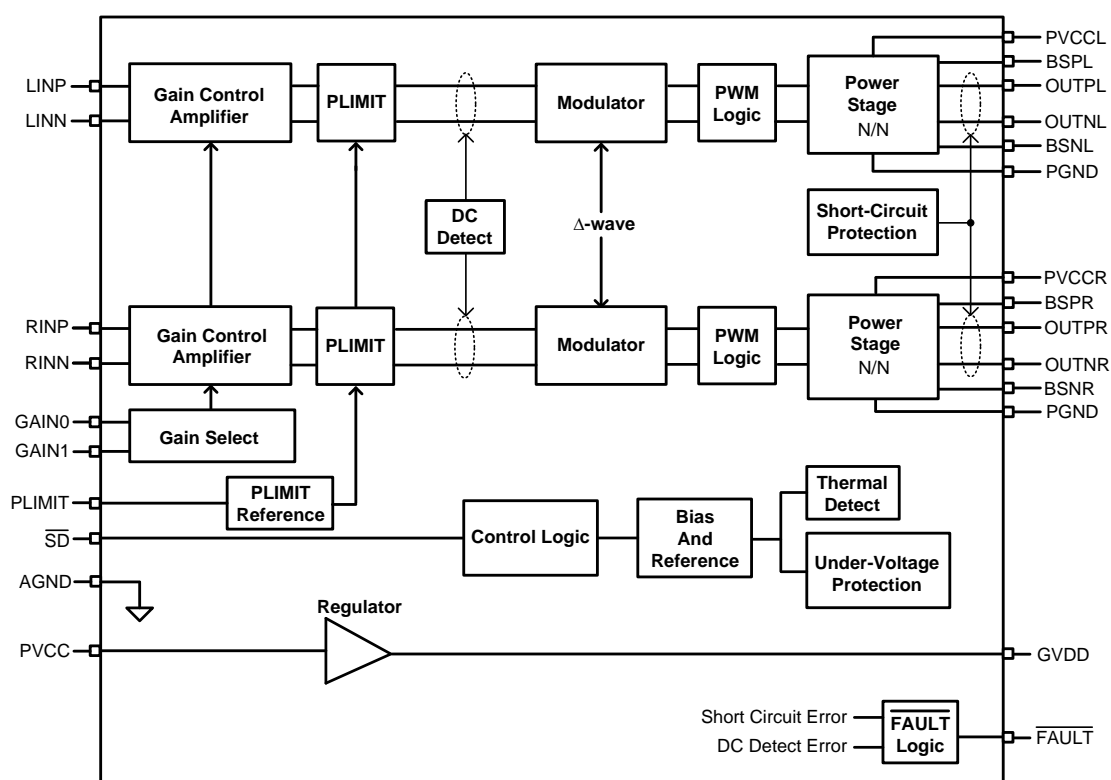 PVCCL
BSPL
LINP
Gain Control
Amplifier
PLIMIT
Modulator
PWM
Logic
Power
Stage
N/N
OUTPL
LINN
OUTNL
BSNL
PGND
DC
Detect
Δ-wave
Short-Circuit
Protection
PVCCR
BSPR
RINP
Gain Control
Amplifier
PLIMIT
Modulator
PWM
Logic
Power
Stage
N/N
OUTPR
RINN
OUTNR
BSNR
PGND
GAIN0
GAIN1
Gain Select
PLIMIT
PLIMIT
Reference
Thermal
Detect
SD
Control Logic
Bias
And
Reference
Under-Voltage
Protection
AGND
Regulator
PVCC
GVDD
Short Circuit Error
DC Detect Error
FAULT
Logic
FAULT